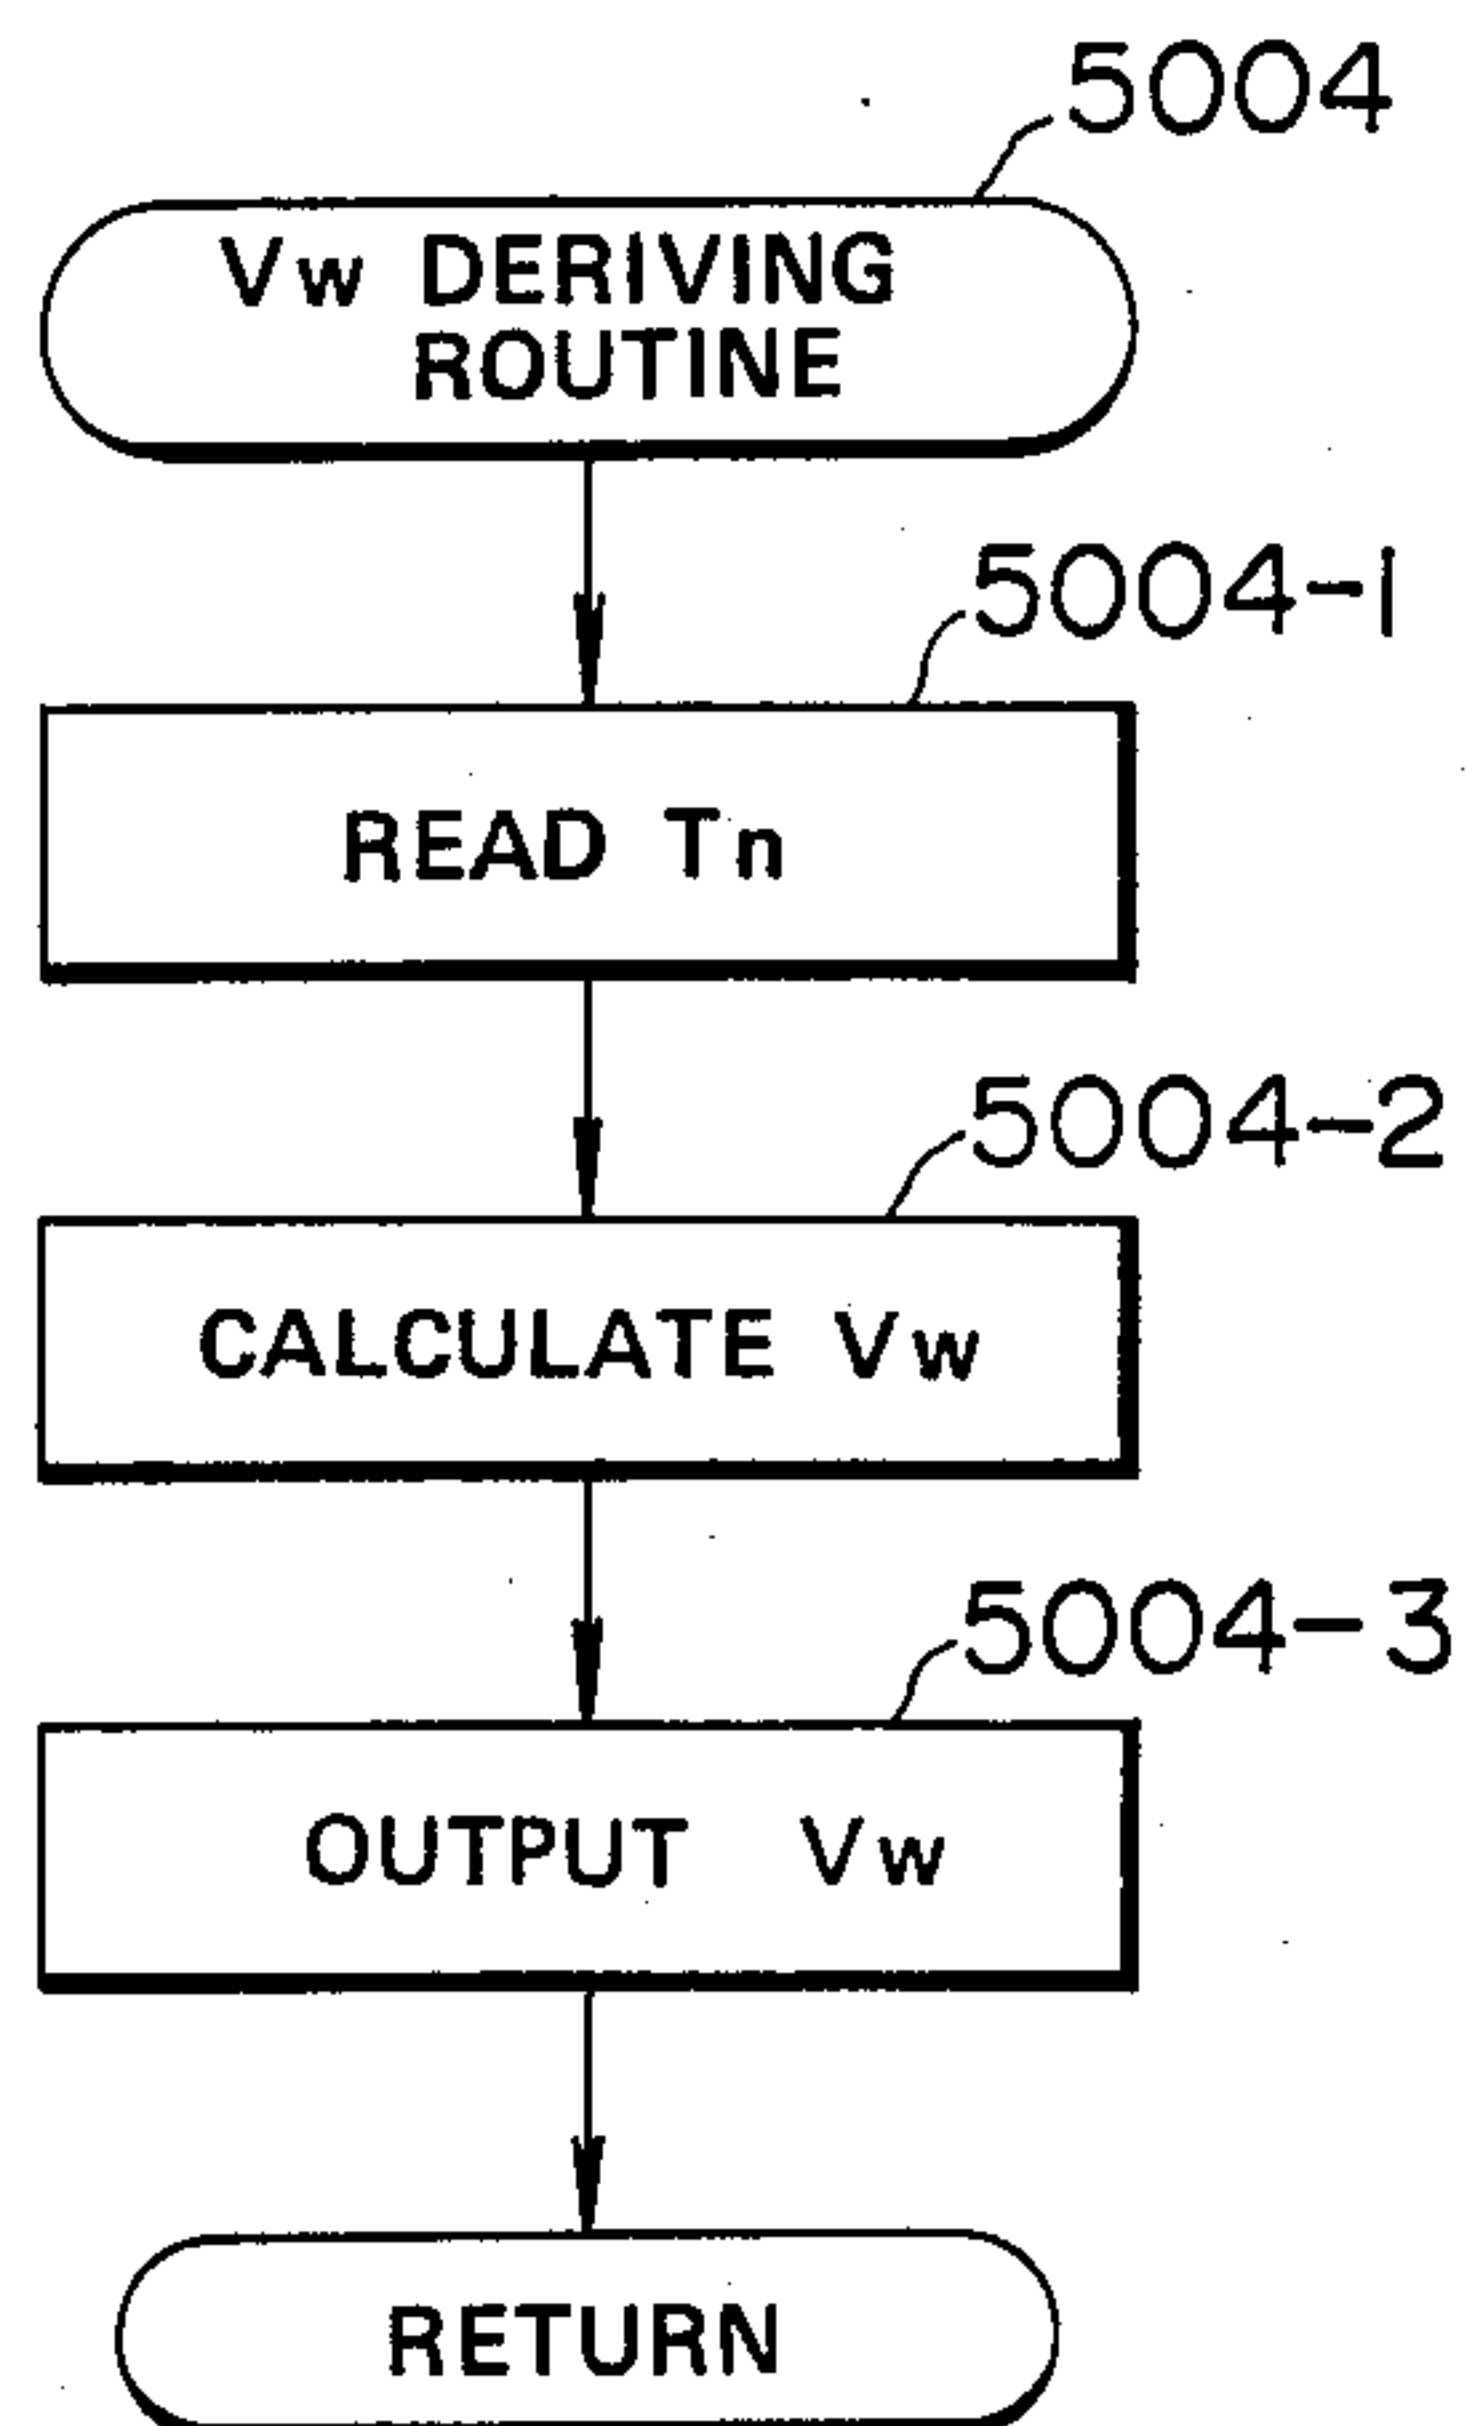 5004
Vw DERIVING
ROUTINE
5004-1
READ Tn
5004-2
CALCULATE Vw
5004-3
OUTPUT Vw
RETURN